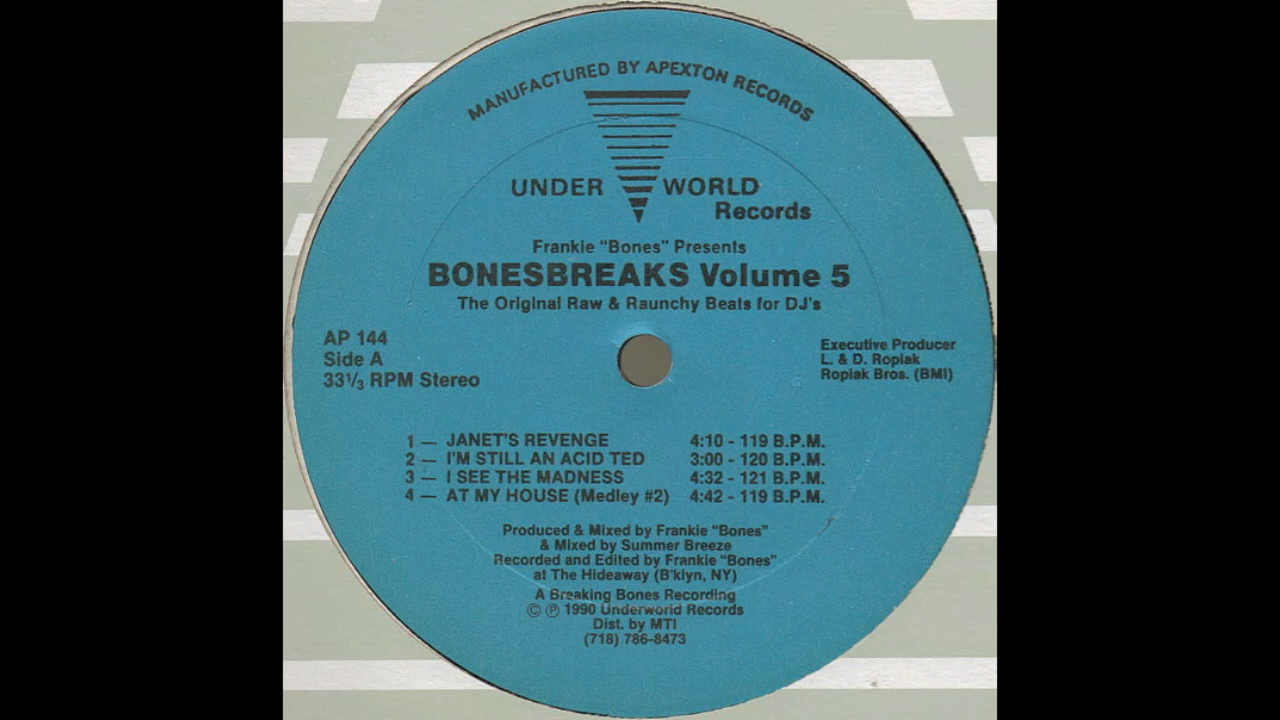 MANUFACTURED BY APEXTON RECORDS
UNDER WORLD
Records
Frankie "Bones" Presents
BONESBREAKS Volume 5
The Original Raw & Raunchy Beats for DJ's
AP 144
Side A
33 1/3 RPM Stereo
Executive Producer
L. & D. Ropiak
Ropiak Bros. (BMI)
1 — JANET'S REVENGE 4:10 - 119 B.P.M.
2 — I'M STILL AN ACID TED 3:00 - 120 B.P.M.
3 — I SEE THE MADNESS 4:32 - 121 B.P.M.
4 — AT MY HOUSE (Medley #2) 4:42 - 119 B.P.M.
Produced & Mixed by Frankie "Bones"
& Mixed by Summer Breeze
Recorded and Edited by Frankie "Bones"
at The Hideaway (B'klyn, NY)
A Breaking Bones Recording
© ℗ 1990 Underworld Records
Dist. by MTI
(718) 786-8473